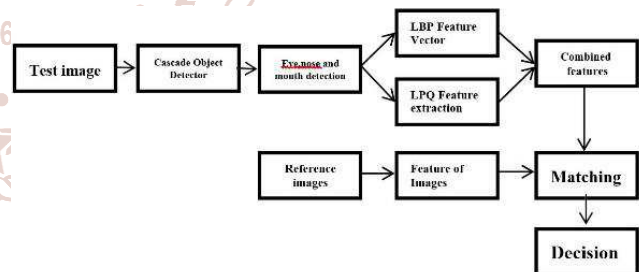 Test image
Cascade Object
Detector
Eye,nose and
mouth detection
LBP Feature
Vector
LPQ Feature
extraction
Combined
features
Reference
images
Feature of
Images
Matching
Decision